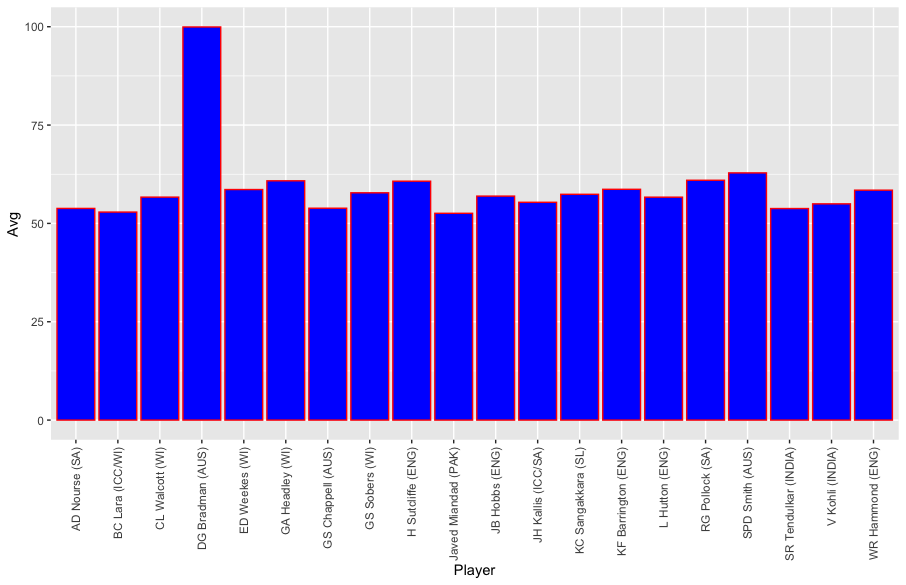 Avg
100
75
50
25
0
AD Nourse (SA)
BC Lara (ICC/WI)
CL Walcott (WI)
DG Bradman (AUS)
ED Weekes (WI)
GA Headley (WI)
GS Chappell (AUS)
GS Sobers (WI)
H Sutcliffe (ENG)
Javed Miandad (PAK)
JB Hobbs (ENG)
JH Kallis (ICC/SA)
KC Sangakkara (SL)
KF Barrington (ENG)
L Hutton (ENG)
RG Pollock (SA)
SPD Smith (AUS)
SR Tendulkar (INDIA)
V Kohli (INDIA)
WR Hammond (ENG)
Player